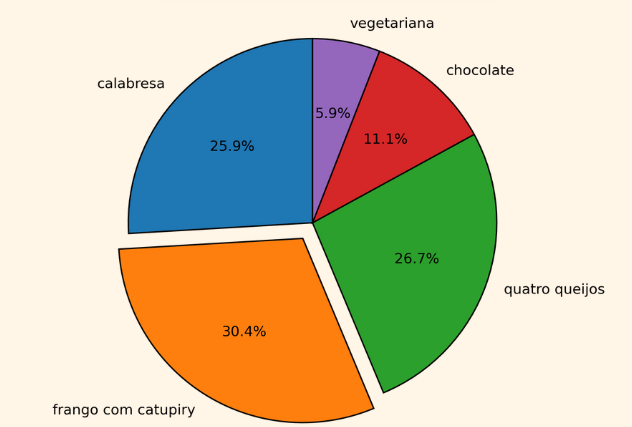 vegetariana
chocolate
calabresa
5.9%
11.1%
25.9%
26.7%
quatro queijos
30.4%
frango com catupiry